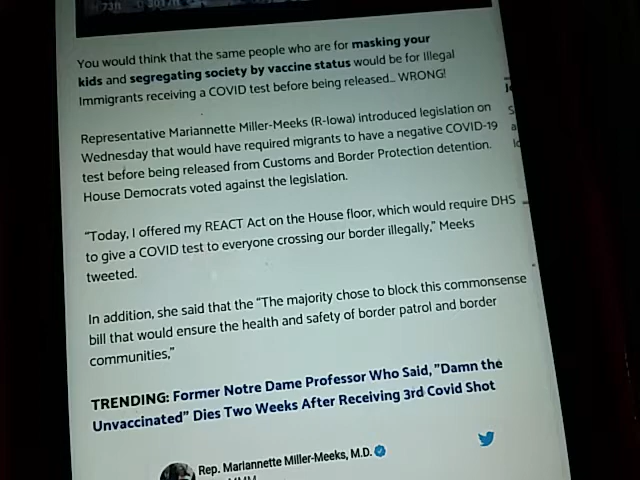 73ft
You would think that the same people who are for masking your
kids and segregating society by vaccine status would be for Illegal
Immigrants receiving a COVID test before being released... WRONG!
Representative Mariannette Miller-Meeks (R-Iowa) introduced legislation on
Wednesday that would have required migrants to have a negative COVID-19
test before being released from Customs and Border Protection detention.
House Democrats voted against the legislation.
"Today, I offered my REACT Act on the House floor, which would require DHS
to give a COVID test to everyone crossing our border illegally," Meeks
tweeted.
In addition, she said that the "The majority chose to block this commonsense
bill that would ensure the health and safety of border patrol and border
communities,"
TRENDING: Former Notre Dame Professor Who Said, "Damn the
Unvaccinated" Dies Two Weeks After Receiving 3rd Covid Shot
Rep. Mariannette Miller-Meeks, M.D.